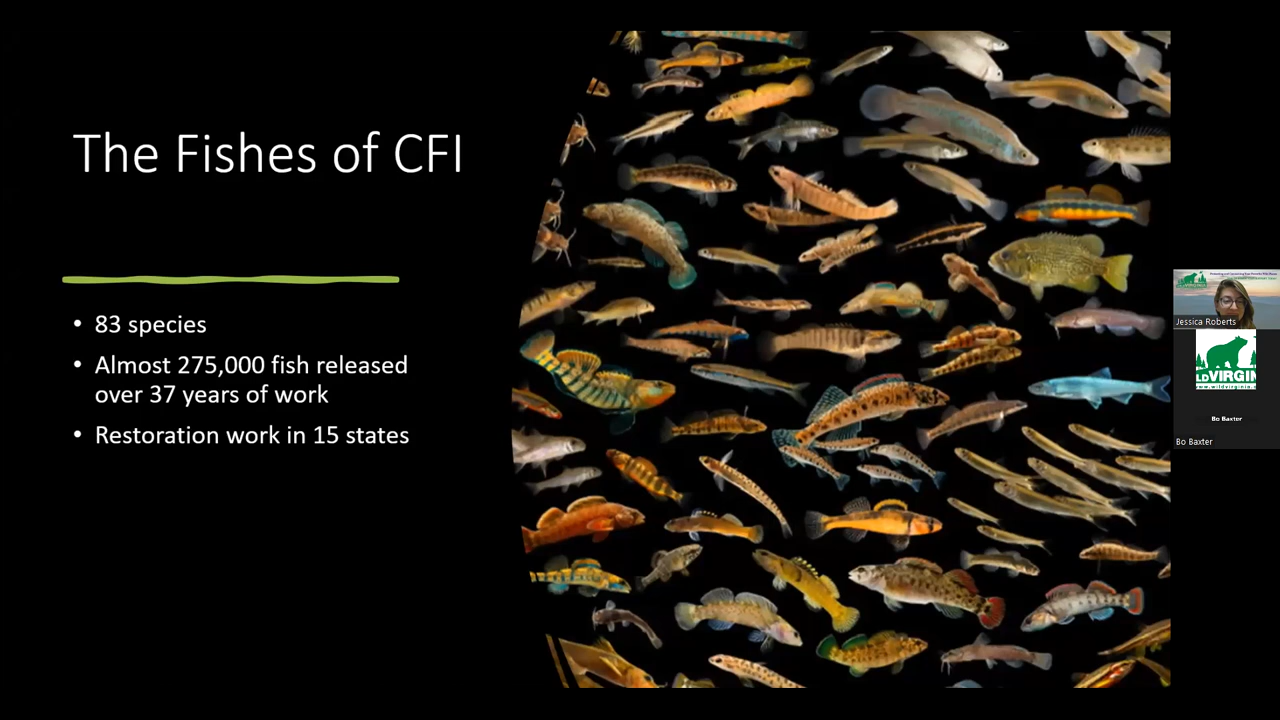 The Fishes of CFI
• 83 species
• Almost 275,000 fish released
over 37 years of work
• Restoration work in 15 states
Jessica Roberts
LDVIRGIN
Bo Baxter
Bo Baxter